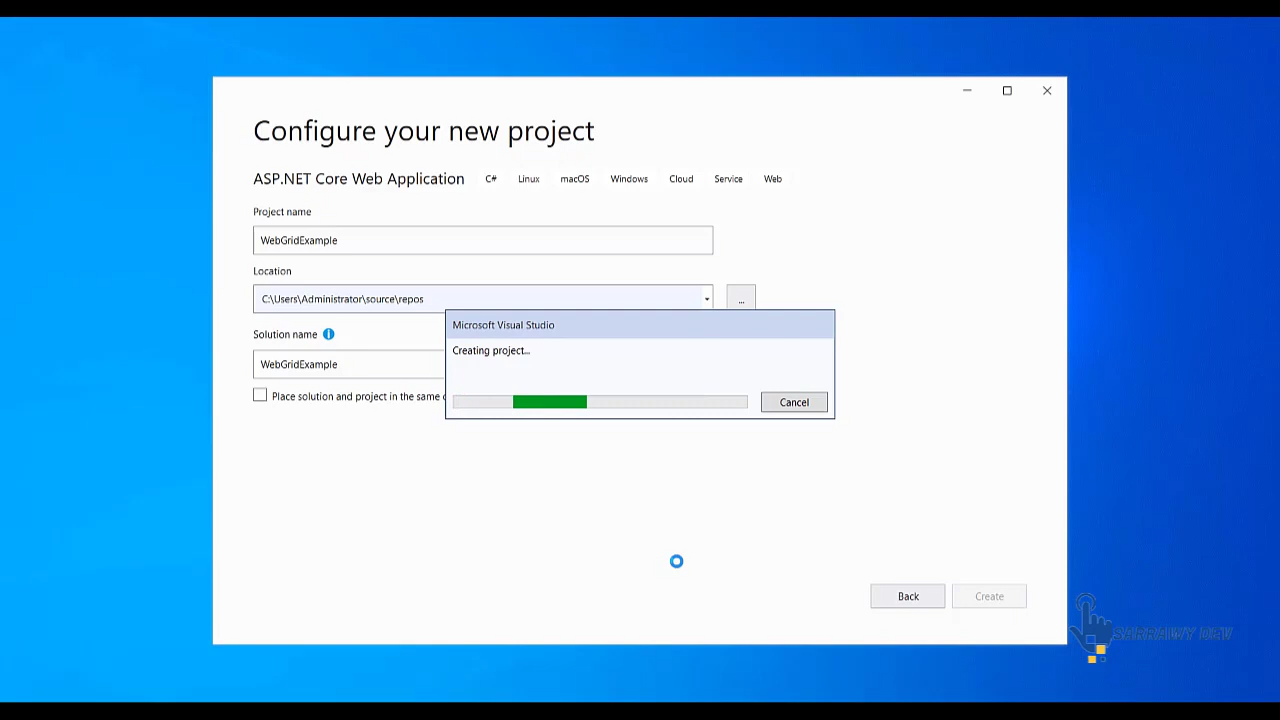 Configure your new project
ASP.NET Core Web Application C# Linux macOS Windows Cloud Service Web
Project name
WebGridExample
Location
C:\Users\Administrator\source\repos
...
Solution name
WebGridExample
Place solution and project in the same
Microsoft Visual Studio
Creating project...
Cancel
Back
Create
SAHRAWY DEV